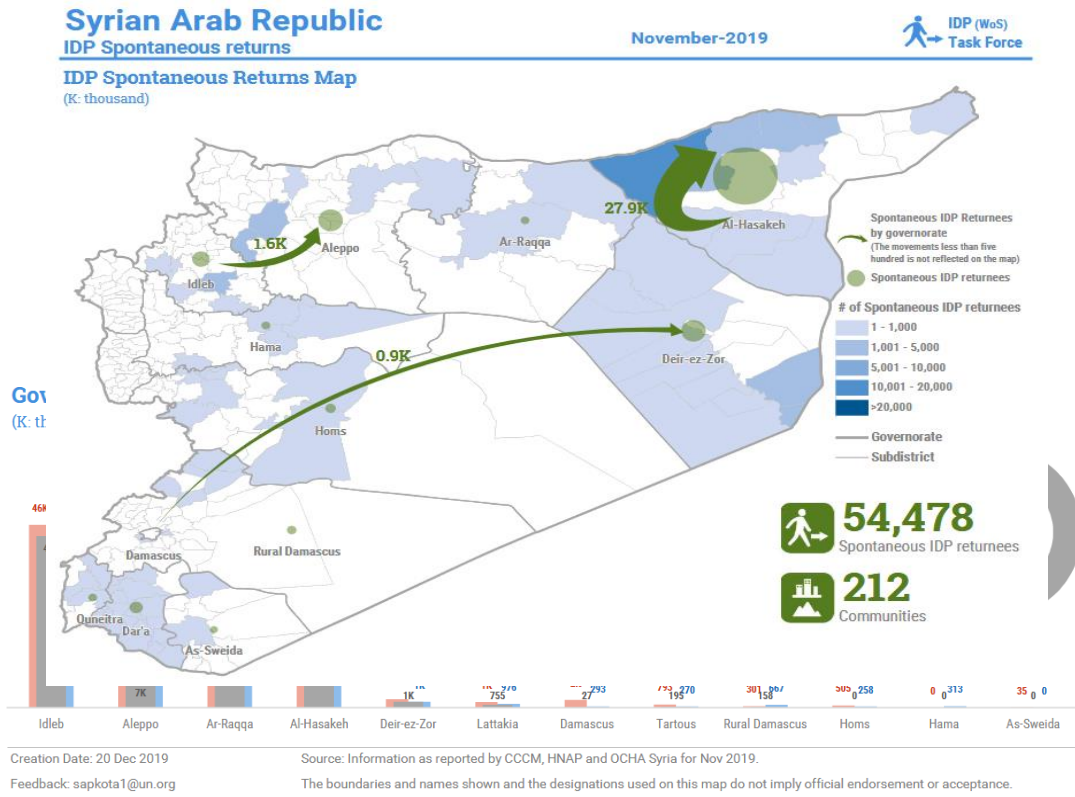 Syrian Arab Republic
IDP Spontaneous returns
November-2019
IDP (WoS)
Task Force
IDP Spontaneous Returns Map
(K: thousand)
27.9K
Al-Hasakeh
Ar-Raqqa
1.6K
Aleppo
Idleb
Hama
0.9K
Deir-ez-Zor
Homs
Rural Damascus
Damascus
Quneitra
Dar'a
As-Sweida
Spontaneous IDP Returnees
by governorate
(The movements less than five
hundred is not reflected on the map)
Spontaneous IDP returnees
# of Spontaneous IDP returnees
1 - 1,000
1,001 - 5,000
5,001 - 10,000
10,001 - 20,000
>20,000
Governorate
Subdistrict
54,478
Spontaneous IDP returnees
212
Communities
Gov
(K: th
46K
7K
1K
755
27 293
195 270
158
505 0 258
0 0 313
35 0 0
Idleb Aleppo Ar-Raqqa Al-Hasakeh Deir-ez-Zor Lattakia Damascus Tartous Rural Damascus Homs Hama As-Sweida
Creation Date: 20 Dec 2019
Source: Information as reported by CCCM, HNAP and OCHA Syria for Nov 2019.
Feedback: sapkota1@un.org
The boundaries and names shown and the designations used on this map do not imply official endorsement or acceptance.